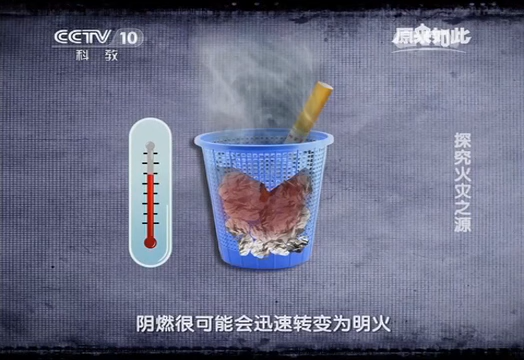 CCTV 10
科教
原来如此
探究火灾之源
阴燃很可能会迅速转变为明火